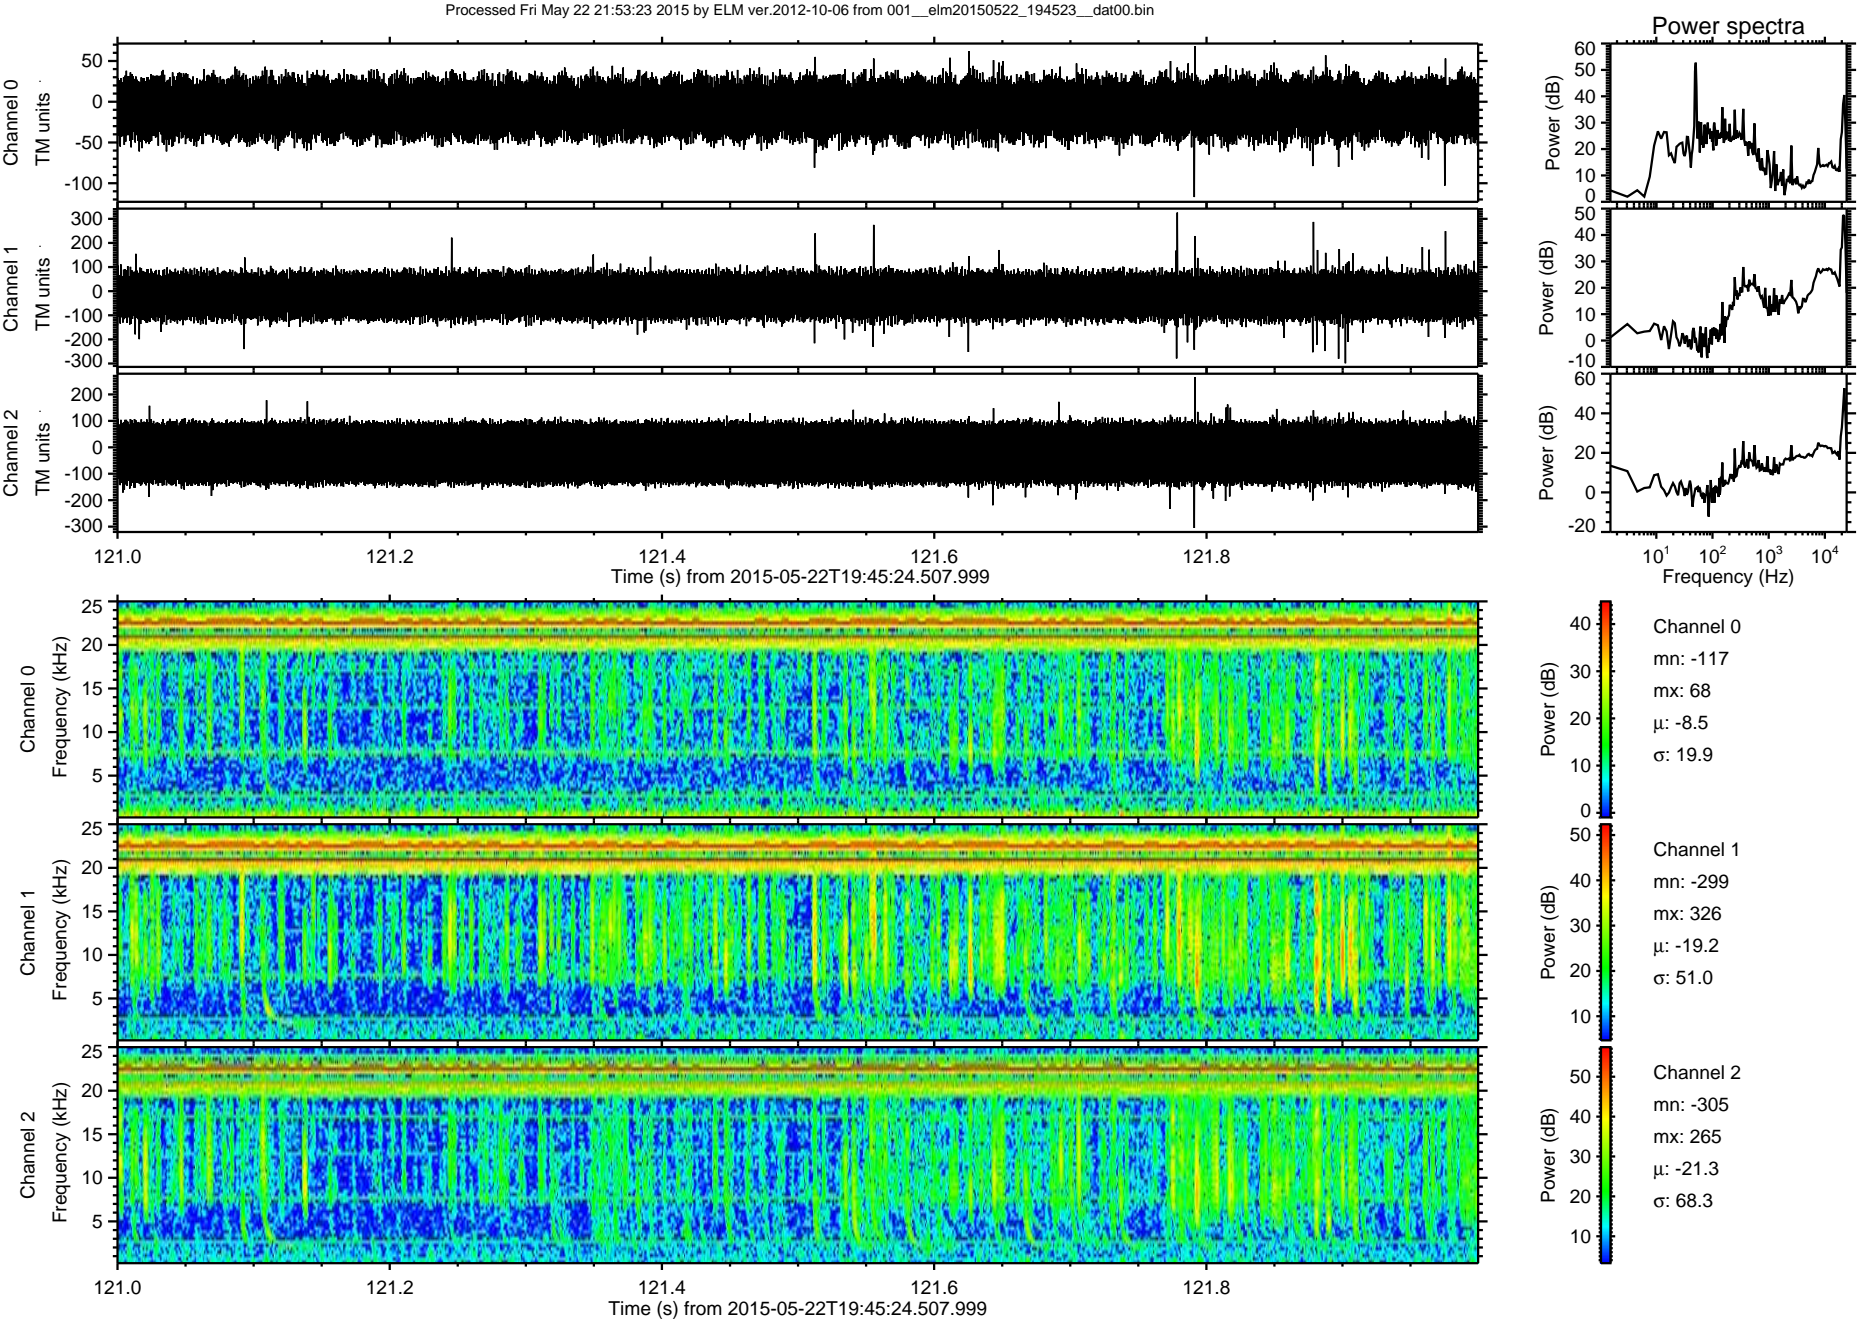 Processed Fri May 22 21:53:23 2015 by ELM ver.2012-10-06 from 001__elm20150522_194523__dat00.bin
Power spectra
Channel 0
TM units
50
0
-50
-100
Power (dB)
60
50
40
30
20
10
0
Channel 1
TM units
300
200
100
0
-100
-200
-300
Power (dB)
50
40
30
20
10
0
-10
Channel 2
TM units
200
100
0
-100
-200
-300
Power (dB)
60
40
20
0
-20
121.0 121.2 121.4 121.6 121.8
Time (s) from 2015-05-22T19:45:24.507.999
10^1 10^2 10^3 10^4
Frequency (Hz)
Channel 0
Frequency (kHz)
25
20
15
10
5
Power (dB)
40
30
20
10
0
Channel 0
mn: -117
mx: 68
μ: -8.5
σ: 19.9
Channel 1
Frequency (kHz)
25
20
15
10
5
Power (dB)
50
40
30
20
10
Channel 1
mn: -299
mx: 326
μ: -19.2
σ: 51.0
Channel 2
Frequency (kHz)
25
20
15
10
5
Power (dB)
50
40
30
20
10
Channel 2
mn: -305
mx: 265
μ: -21.3
σ: 68.3
121.0 121.2 121.4 121.6 121.8
Time (s) from 2015-05-22T19:45:24.507.999